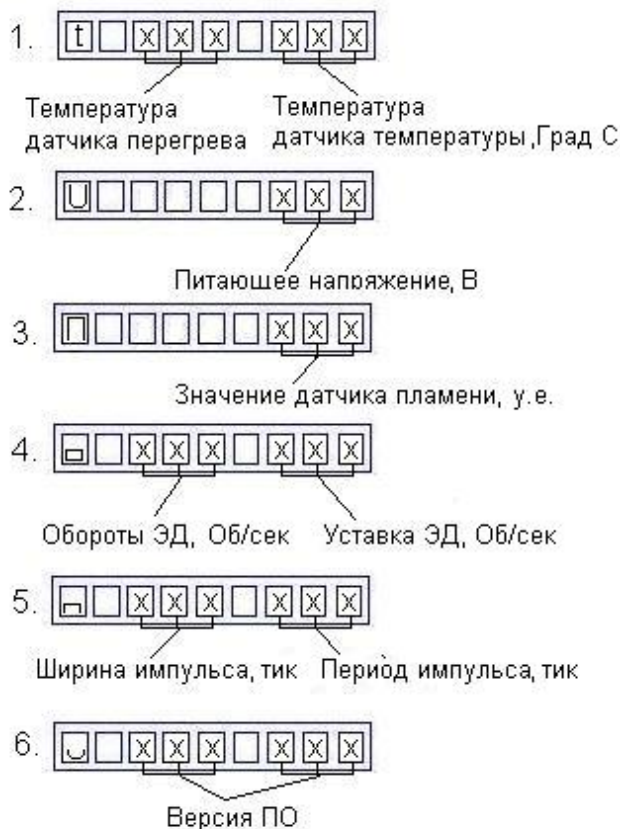 1. t X X X X X X
Температура датчика перегрева
Температура датчика температуры,Град С
2. U X X X
Питающее напряжение, В
3. П X X X
Значение датчика пламени, у.е.
4. X X X X X X
Обороты ЭД, Об/сек Уставка ЭД, Об/сек
5. X X X X X X
Ширина импульса, тик Период импульса, тик
6. X X X X X X
Версия ПО